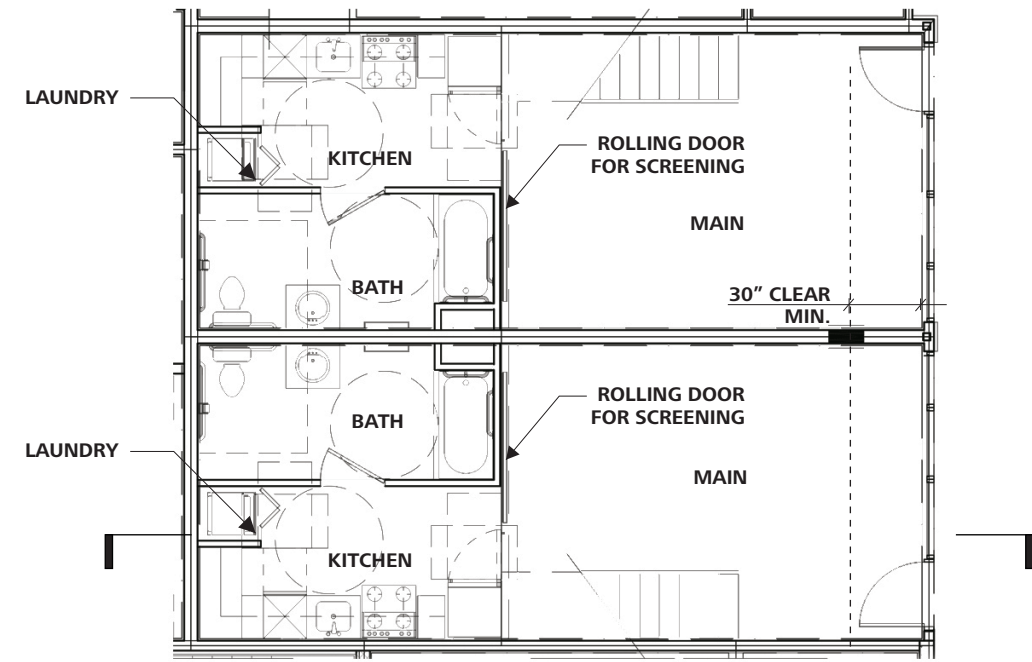 LAUNDRY
KITCHEN
ROLLING DOOR
FOR SCREENING
MAIN
BATH
30” CLEAR
MIN.
BATH
ROLLING DOOR
FOR SCREENING
LAUNDRY
MAIN
KITCHEN